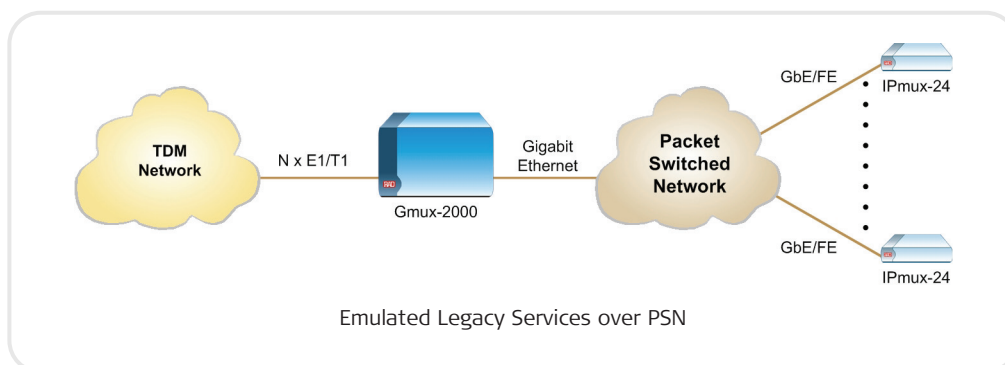 TDM
Network
N x E1/T1
RAD
Gmux-2000
Gigabit
Ethernet
Packet
Switched
Network
GbE/FE
IPmux-24
GbE/FE
IPmux-24
Emulated Legacy Services over PSN